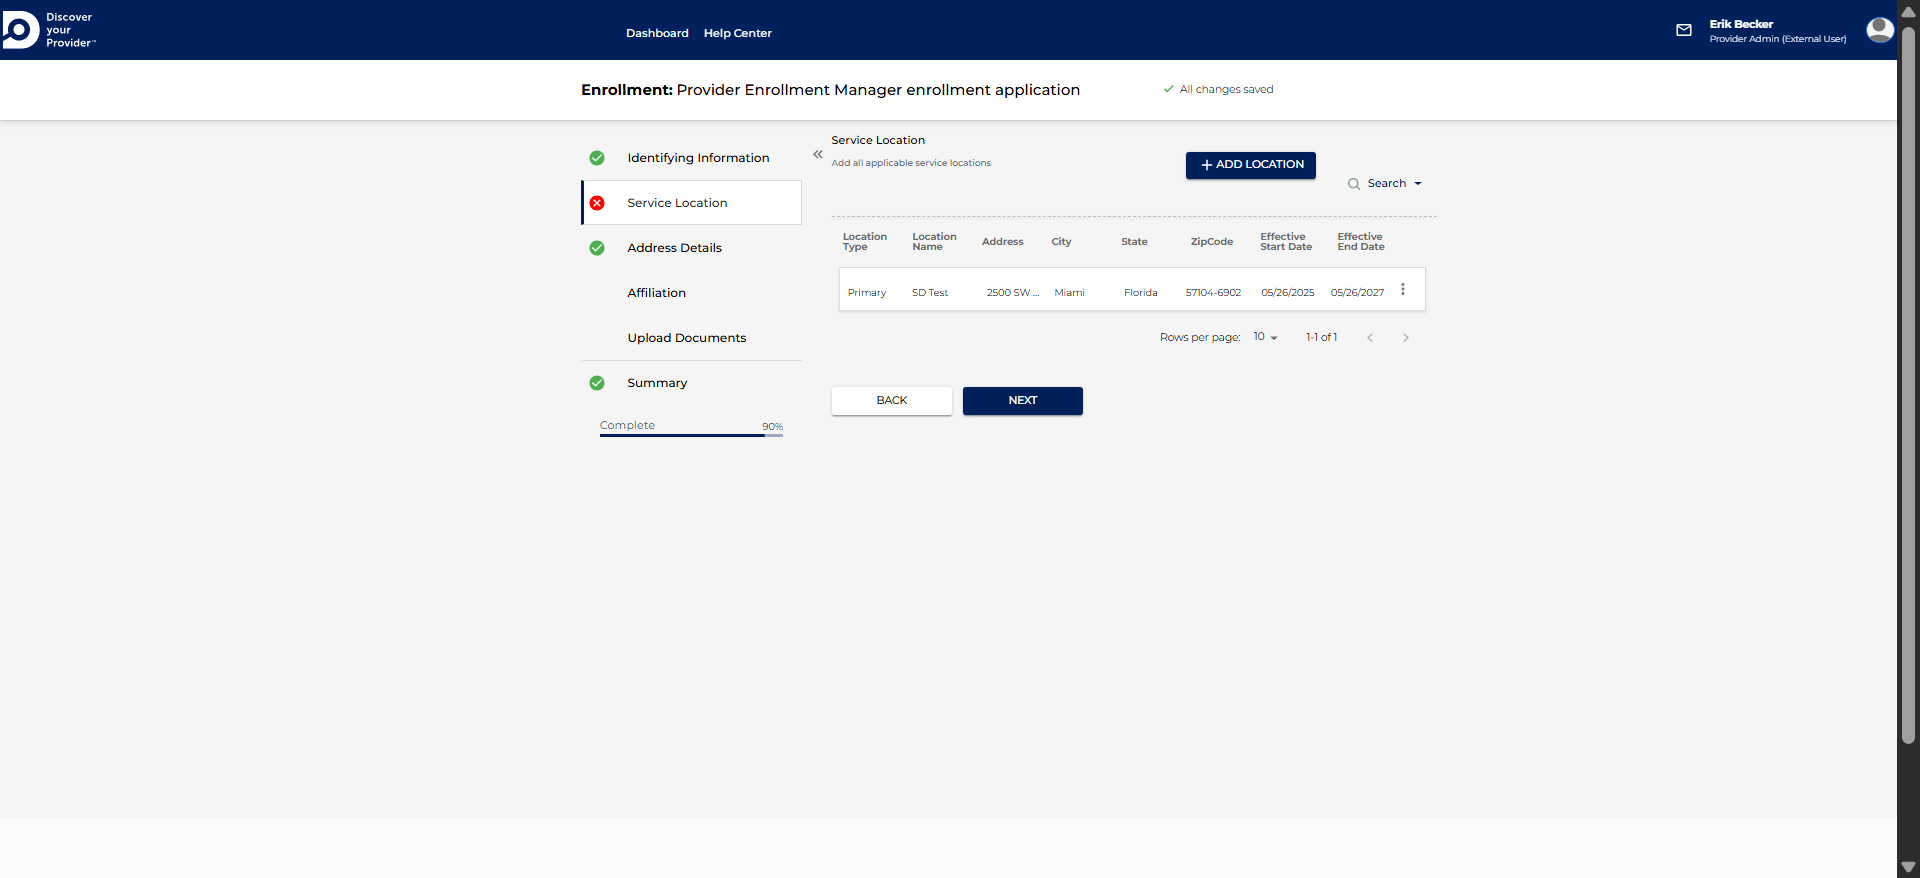 Discover
your
Provider™
Dashboard Help Center
Erik Becker
Provider Admin (External User)
Enrollment: Provider Enrollment Manager enrollment application
All changes saved
Identifying Information
Service Location
Address Details
Affiliation
Upload Documents
Summary
Complete 90%
Service Location
Add all applicable service locations
ADD LOCATION
Search
Location Type Location Name Address City State ZipCode Effective Start Date Effective End Date
Primary SD Test 2500 SW ... Miami Florida 57104-6902 05/26/2025 05/26/2027
Rows per page: 10 1-1 of 1
BACK NEXT